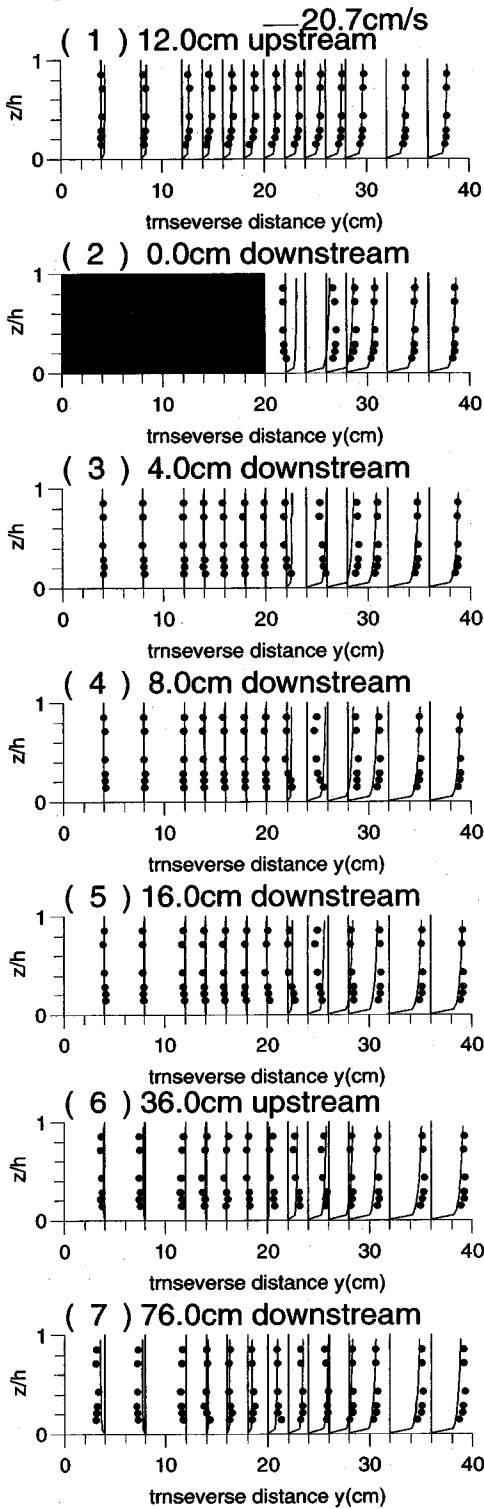 —20.7cm/s
( 1 ) 12.0cm upstream
1
z/h
0
0 10 20 30 40
trnseverse distance y(cm)
( 2 ) 0.0cm downstream
1
z/h
0
0 10 20 30 40
trnseverse distance y(cm)
( 3 ) 4.0cm downstream
1
z/h
0
0 10 20 30 40
trnseverse distance y(cm)
( 4 ) 8.0cm downstream
1
z/h
0
0 10 20 30 40
trnseverse distance y(cm)
( 5 ) 16.0cm downstream
1
z/h
0
0 10 20 30 40
trnseverse distance y(cm)
( 6 ) 36.0cm upstream
1
z/h
0
0 10 20 30 40
trnseverse distance y(cm)
( 7 ) 76.0cm downstream
1
z/h
0
0 10 20 30 40
trnseverse distance y(cm)